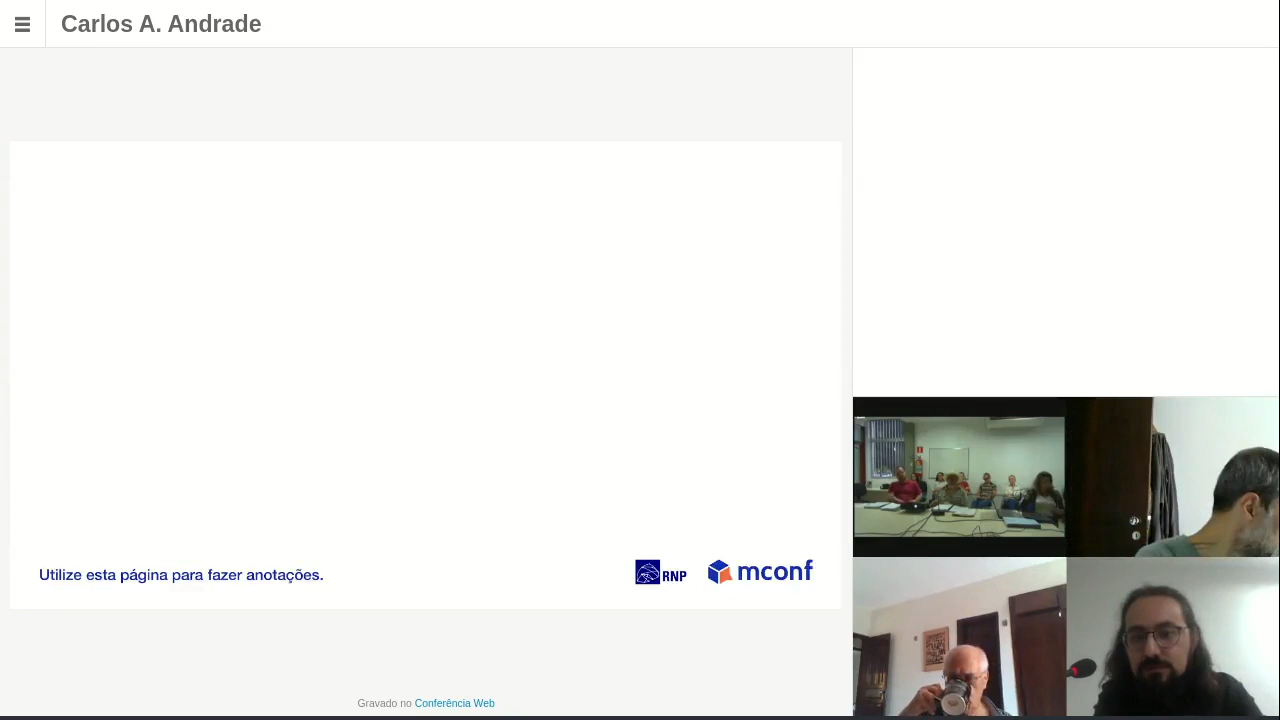 Carlos A. Andrade
Utilize esta página para fazer anotações.
RNP
mconf
Gravado no Conferência Web